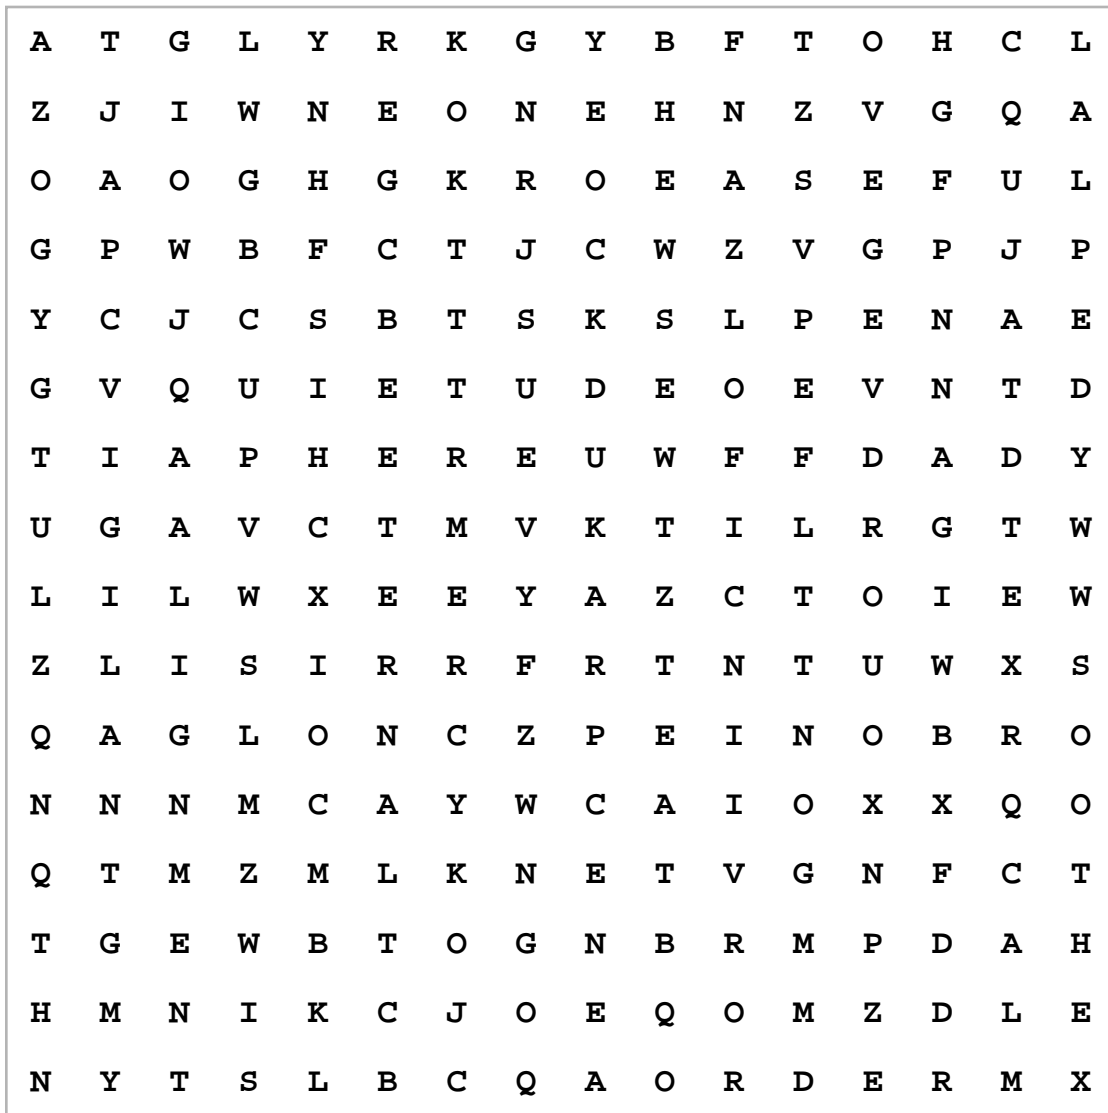 A T G L Y R K G Y B F T O H C L
Z J I W N E O N E H N Z V G Q A
O A O G H G K R O E A S E F U L
G P W B F C T J C W Z V G P J P
Y C J C S B T S K S L P E N A E
G V Q U I E T U D E O E V N T D
T I A P H E R E U W F F D A D Y
U G A V C T M V K T I L R G T W
L I L W X E E Y A Z C T O I E W
Z L I S I R R F R T N T U W X S
Q A G L O N C Z P E I N O B R O
N N N M C A Y W C A I O X X Q O
Q T M Z M L K N E T V G N F C T
T G E W B T O G N B R M P D A H
H M N I K C J O E Q O M Z D L E
N Y T S L B C Q A O R D E R M X